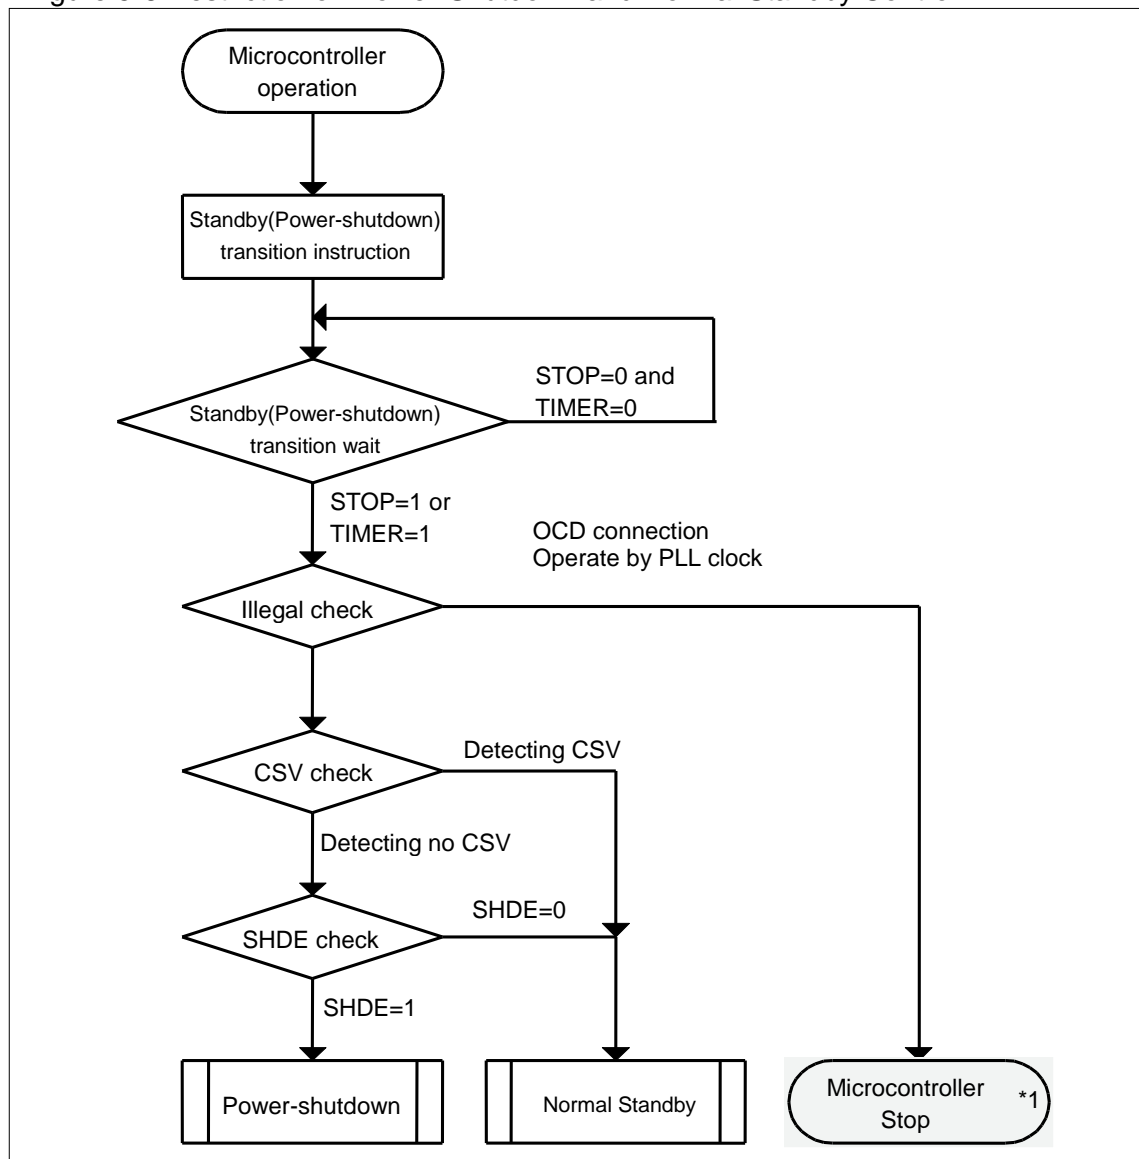 Microcontroller
operation
Standby(Power-shutdown)
transition instruction
STOP=0 and
TIMER=0
Standby(Power-shutdown)
transition wait
STOP=1 or
TIMER=1
OCD connection
Operate by PLL clock
Illegal check
Detecting CSV
CSV check
Detecting no CSV
SHDE=0
SHDE check
SHDE=1
Power-shutdown
Normal Standby
Microcontroller
Stop
*1